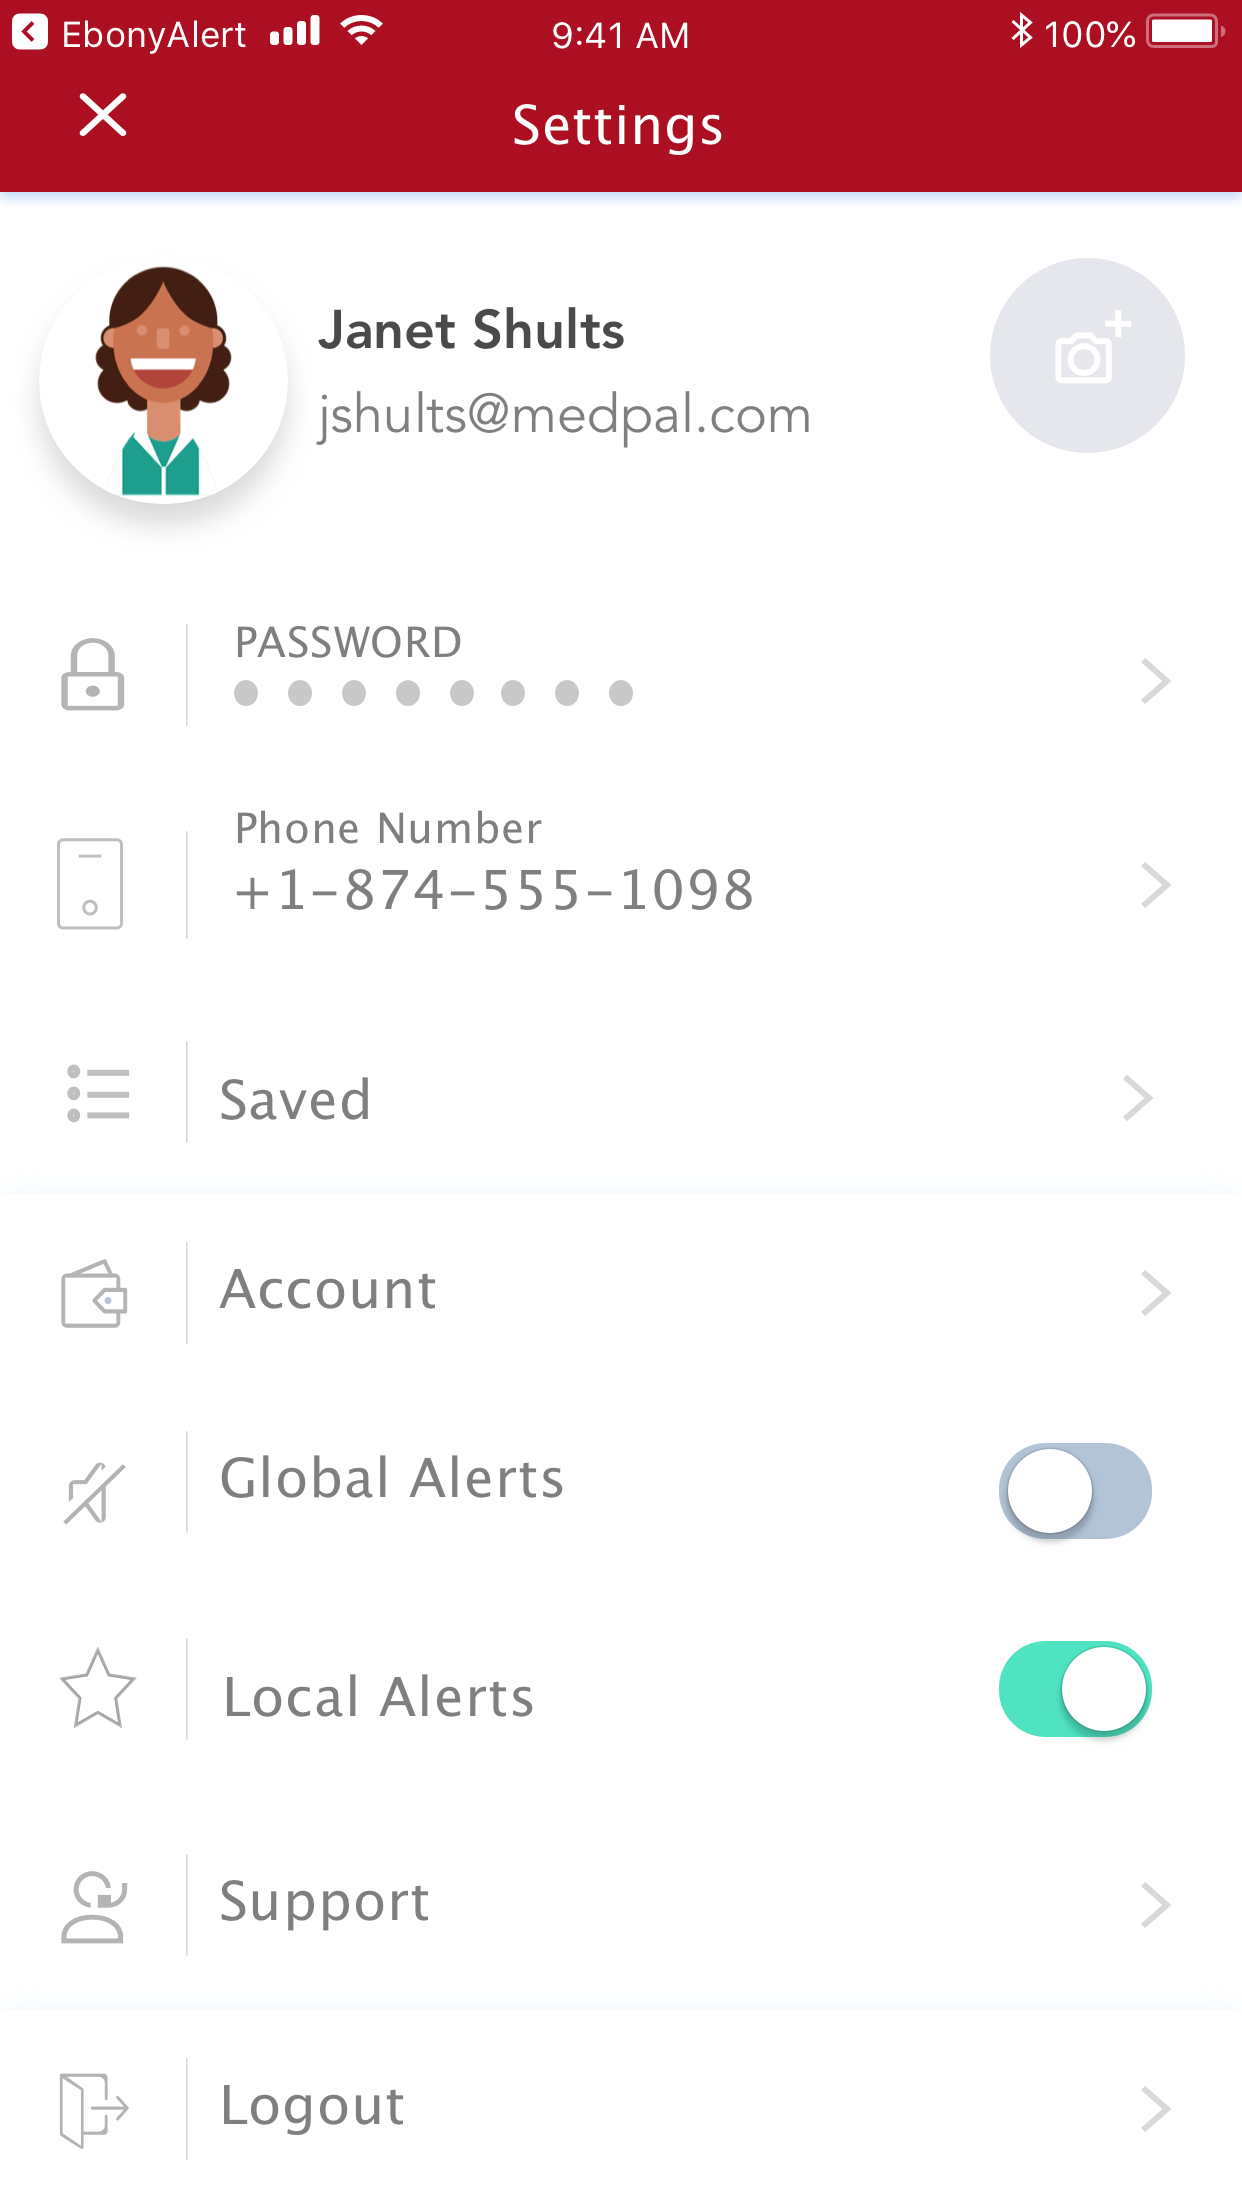 EbonyAlert 9:41 AM 100%
Settings
Janet Shults
jshults@medpal.com
PASSWORD
Phone Number
+1-874-555-1098
Saved
Account
Global Alerts
Local Alerts
Support
Logout